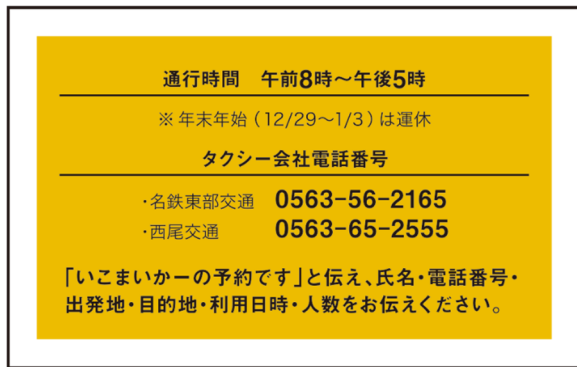 通行時間　午前8時〜午後5時
※年末年始（12/29〜1/3）は運休
タクシー会社電話番号
・名鉄東部交通　0563-56-2165
・西尾交通　0563-65-2555
「いこまいかーの予約です」と伝え、氏名・電話番号・
出発地・目的地・利用日時・人数をお伝えください。